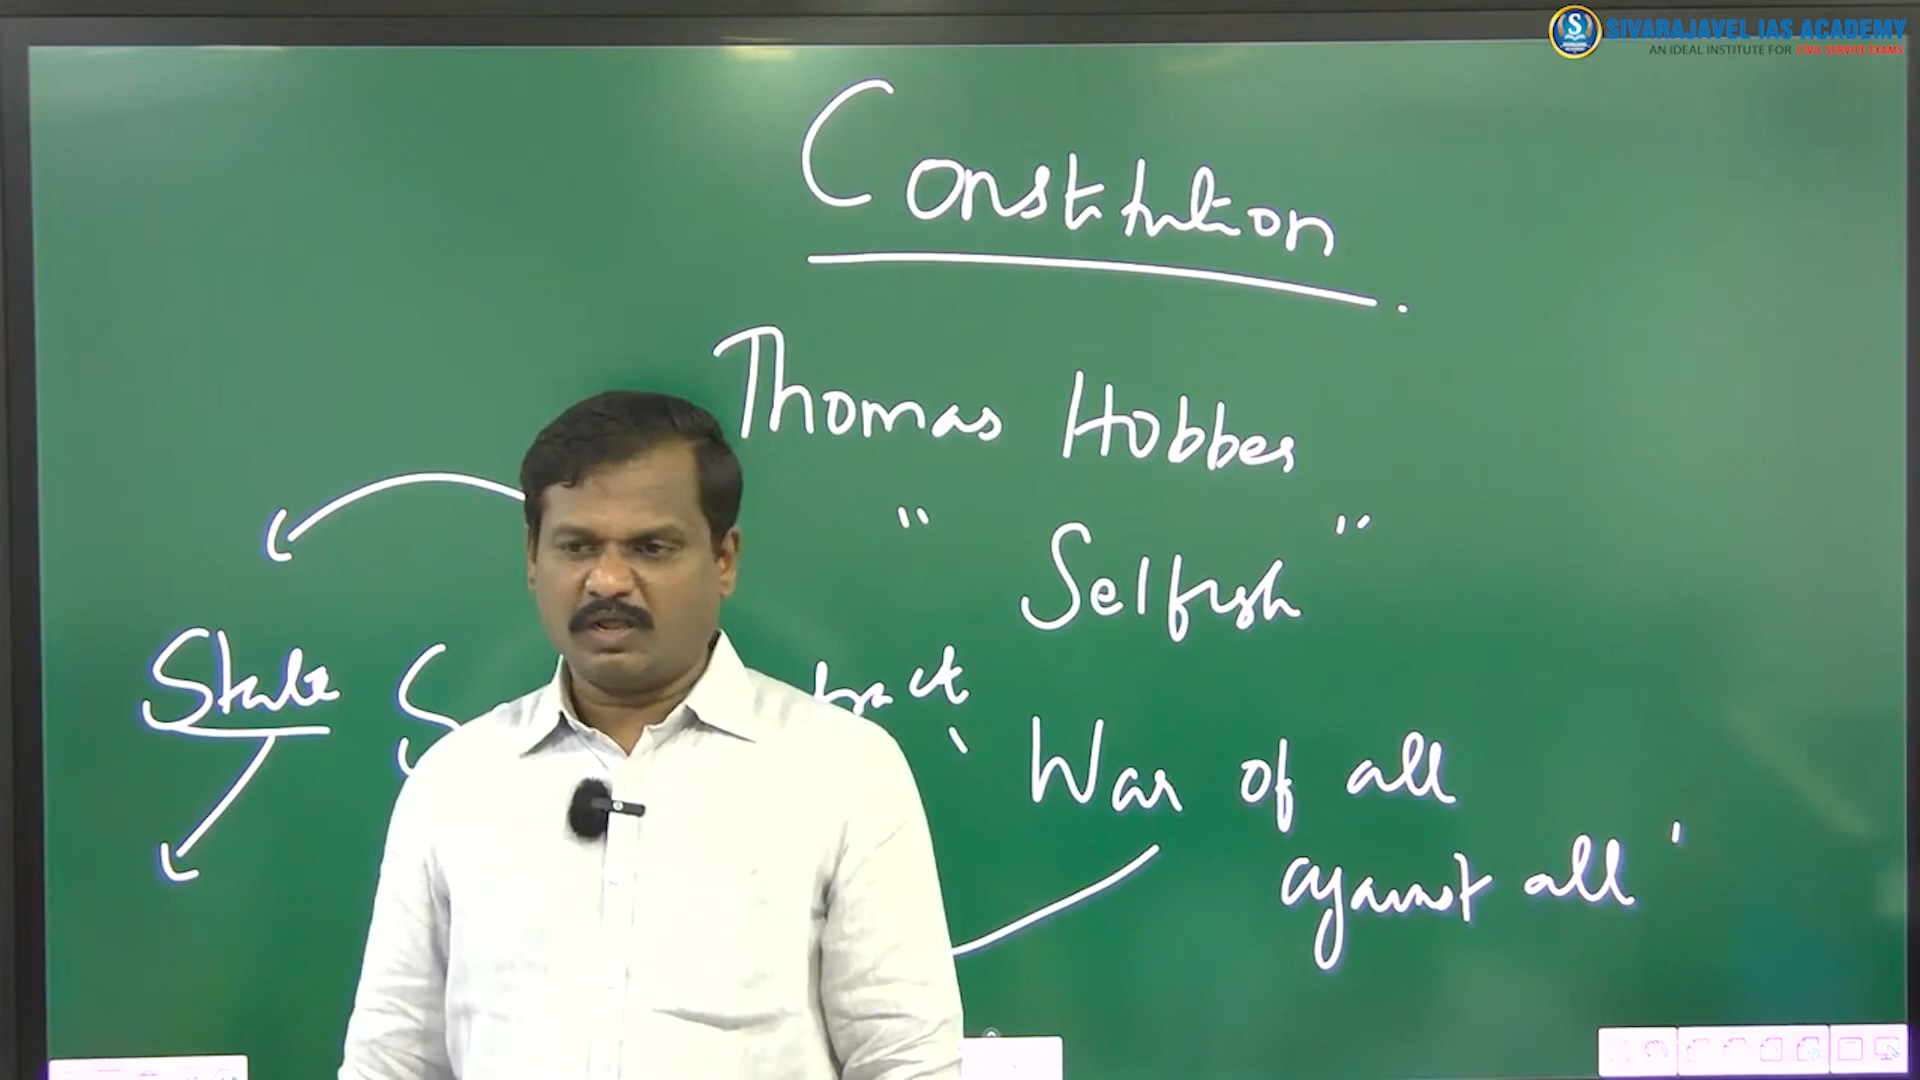 SIVARAJAVEL IAS ACADEMY
AN IDEAL INSTITUTE FOR CIVIL SERVICE EXAMS
Constitution
Thomas Hobbes
" Selfish "
State
' War of all
against all '